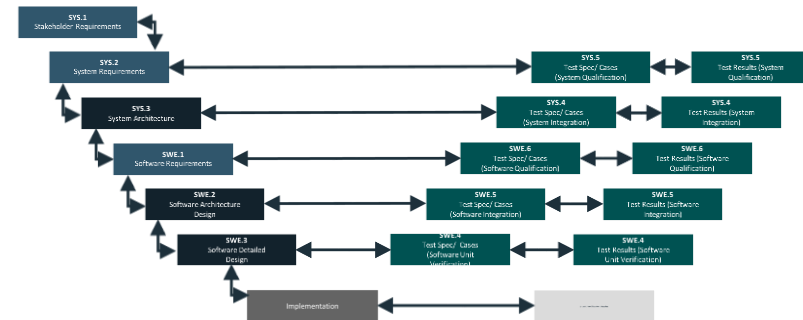 SYS.1
Stakeholder Requirements
SYS.2
System Requirements
SYS.5
Test Spec/ Cases
(System Qualification)
SYS.5
Test Results (System
Qualification)
SYS.3
System Architecture
SYS.4
Test Spec/ Cases
(System Integration)
SYS.4
Test Results (System
Integration)
SWE.1
Software Requirements
SWE.6
Test Spec/ Cases
(Software Qualification)
SWE.6
Test Results (Software
Qualification)
SWE.2
Software Architecture
Design
SWE.5
Test Spec/ Cases
(Software Integration)
SWE.5
Test Results (Software
Integration)
SWE.3
Software Detailed
Design
SWE.4
Test Spec/ Cases
(Software Unit
Verification)
SWE.4
Test Results (Software
Unit Verification)
Implementation